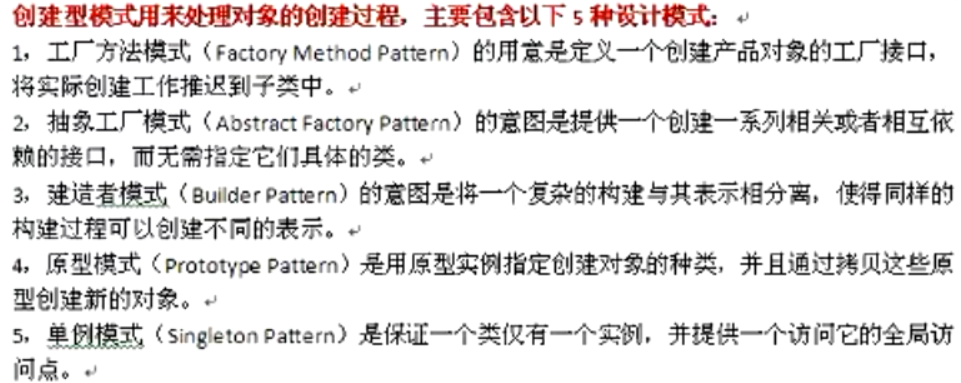 创建型模式用来处理对象的创建过程，主要包含以下 5 种设计模式：
1，工厂方法模式（Factory Method Pattern）的用意是定义一个创建产品对象的工厂接口，
将实际创建工作推迟到子类中。
2，抽象工厂模式（Abstract Factory Pattern）的意图是提供一个创建一系列相关或者相互依
赖的接口，而无需指定它们具体的类。
3，建造者模式（Builder Pattern）的意图是将一个复杂的构建与其表示相分离，使得同样的
构建过程可以创建不同的表示。
4，原型模式（Prototype Pattern）是用原型实例指定创建对象的种类，并且通过拷贝这些原
型创建新的对象。
5，单例模式（Singleton Pattern）是保证一个类仅有一个实例，并提供一个访问它的全局访
问点。